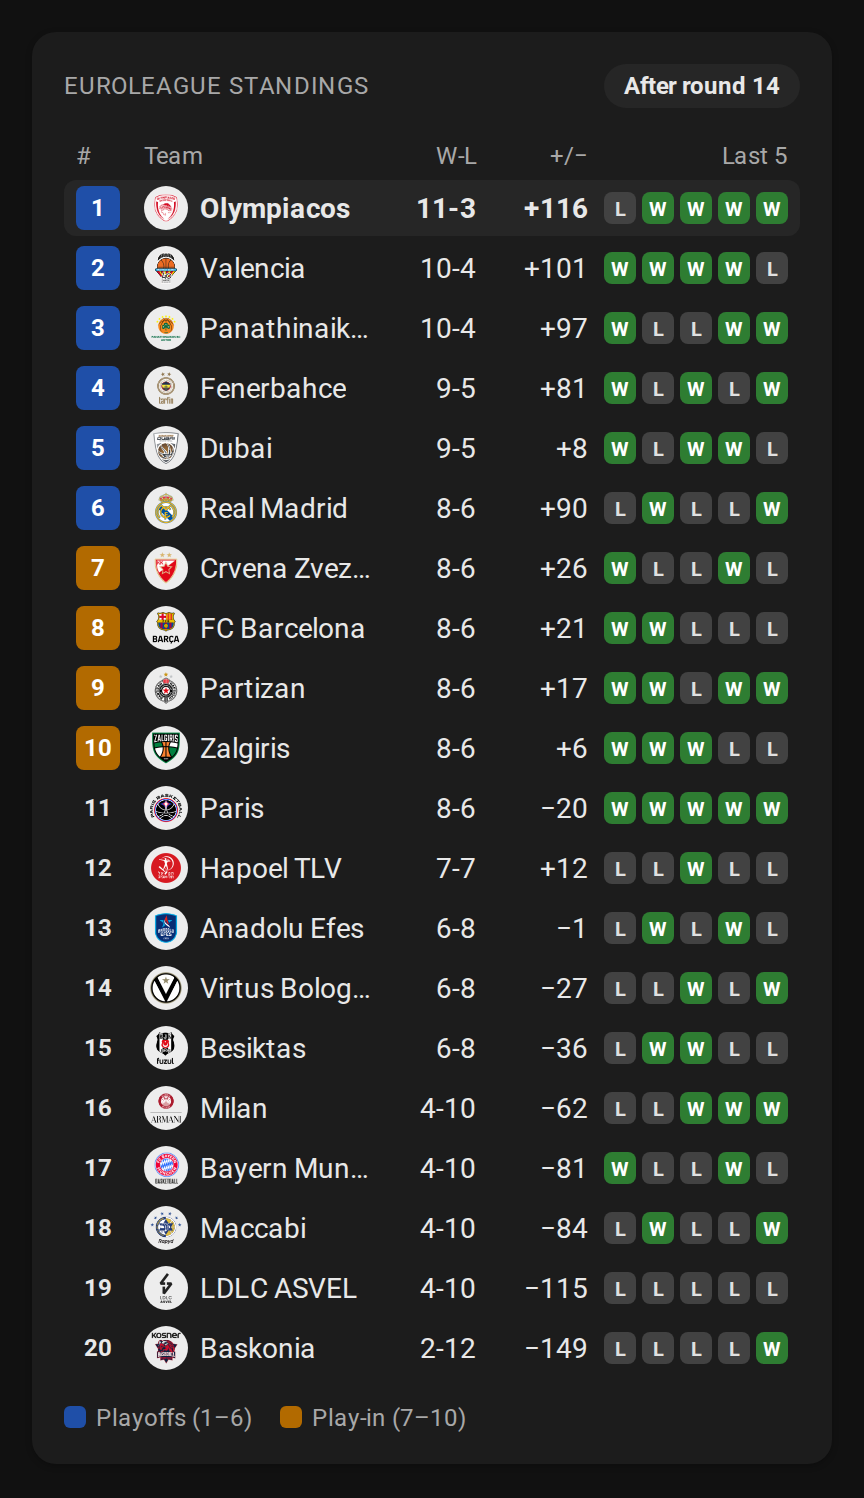 EUROLEAGUE STANDINGS After round 14
# Team W-L +/− Last 5
1 Olympiacos 11-3 +116 L W W W W
2 Valencia 10-4 +101 W W W W L
3 Panathinaik... 10-4 +97 W L L W W
4 Fenerbahce 9-5 +81 W L W L W
5 Dubai 9-5 +8 W L W W L
6 Real Madrid 8-6 +90 L W L L W
7 Crvena Zvez... 8-6 +26 W L L W L
8 BARÇA FC Barcelona 8-6 +21 W W L L L
9 Partizan 8-6 +17 W W L W W
10 ZALGIRIS Zalgiris 8-6 +6 W W W L L
11 Paris 8-6 −20 W W W W W
12 Hapoel TLV 7-7 +12 L L W L L
13 Anadolu Efes 6-8 −1 L W L W L
14 Virtus Bolog... 6-8 −27 L L W L W
15 fuzul Besiktas 6-8 −36 L W W L L
16 ARMANI Milan 4-10 −62 L L W W W
17 Bayern Mun... 4-10 −81 W L L W L
18 Maccabi 4-10 −84 L W L L W
19 LDLC ASVEL 4-10 −115 L L L L L
20 kosner Baskonia 2-12 −149 L L L L W
Playoffs (1–6) Play-in (7–10)